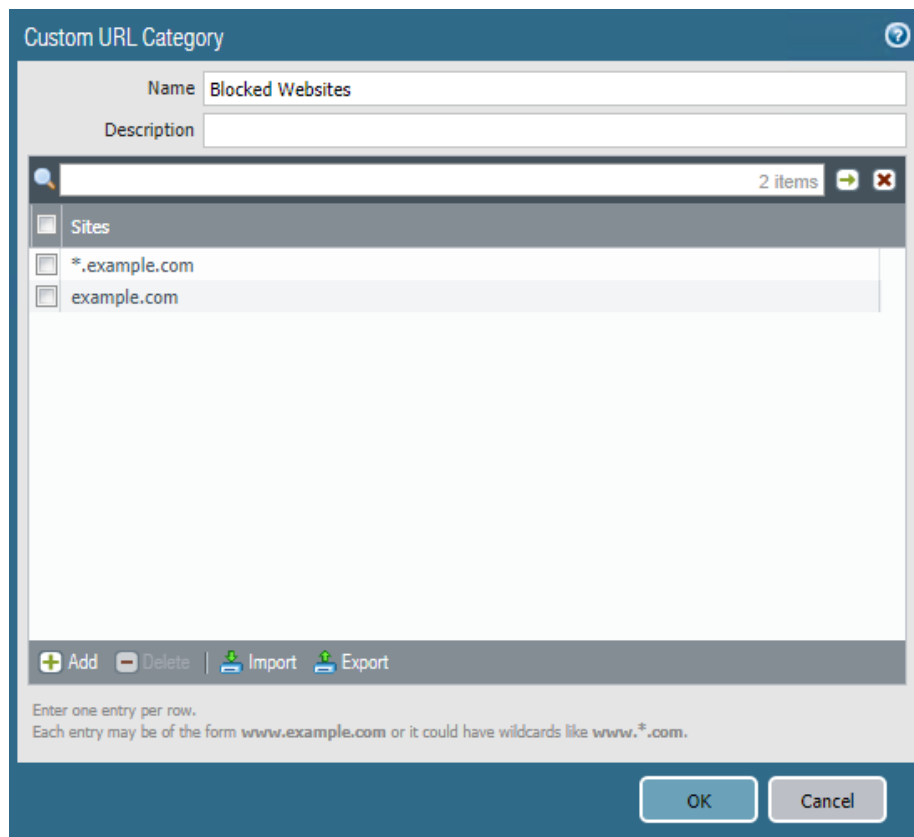 Custom URL Category
Name Blocked Websites
Description
2 items
Sites
*.example.com
example.com
Add Delete Import Export
Enter one entry per row.
Each entry may be of the form www.example.com or it could have wildcards like www.*.com.
OK Cancel